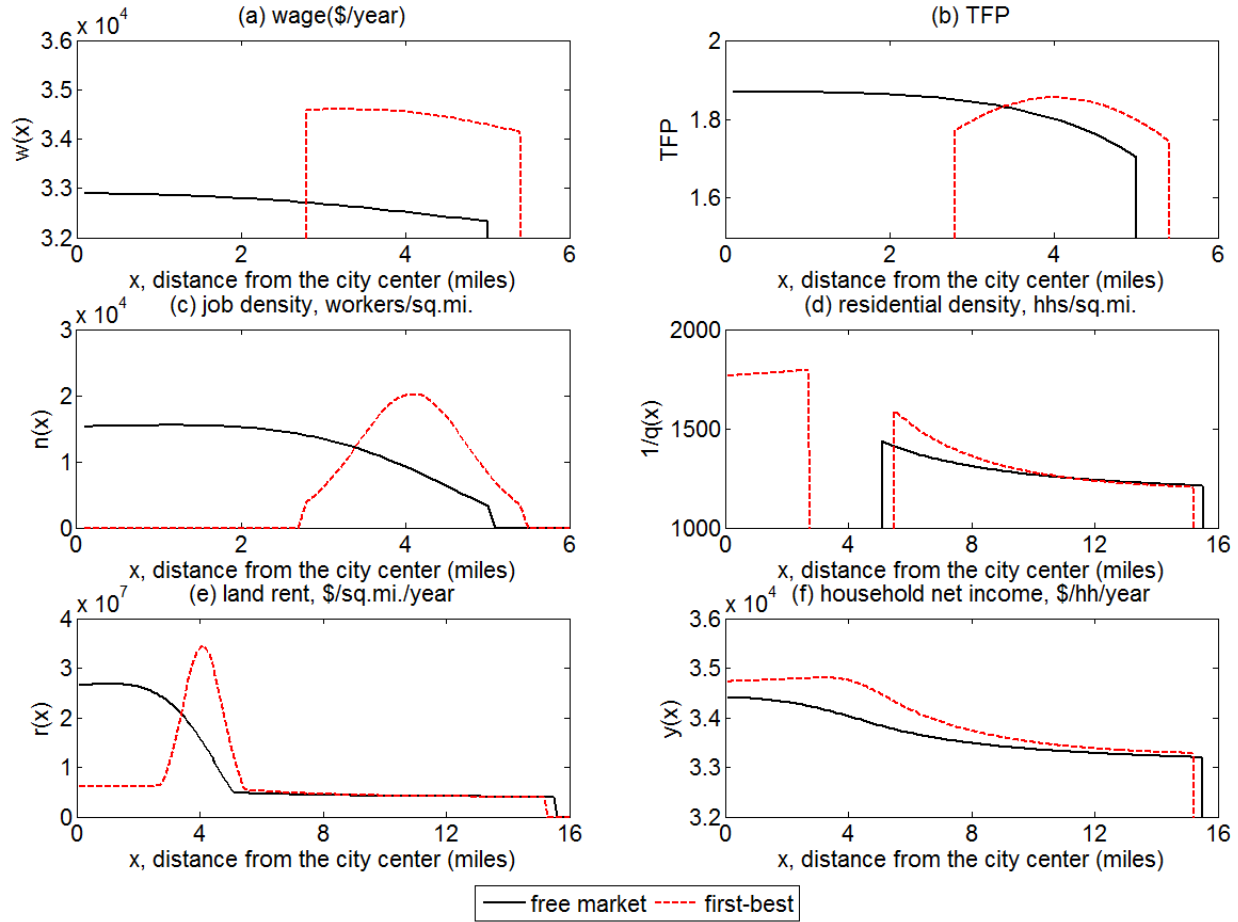 (a) wage($/year)
x 10^4
3.6
3.5
3.4
3.3
3.2
w(x)
0
2
4
6
x, distance from the city center (miles)
(b) TFP
2
1.8
1.6
TFP
0
2
4
6
x, distance from the city center (miles)
(c) job density, workers/sq.mi.
x 10^4
3
2
1
0
n(x)
0
2
4
6
x, distance from the city center (miles)
(d) residential density, hhs/sq.mi.
2000
1500
1000
1/q(x)
0
4
8
12
16
x, distance from the city center (miles)
(e) land rent, $/sq.mi./year
x 10^7
4
3
2
1
0
r(x)
0
4
8
12
16
x, distance from the city center (miles)
(f) household net income, $/hh/year
x 10^4
3.6
3.5
3.4
3.3
3.2
y(x)
0
4
8
12
16
x, distance from the city center (miles)
free market
first-best